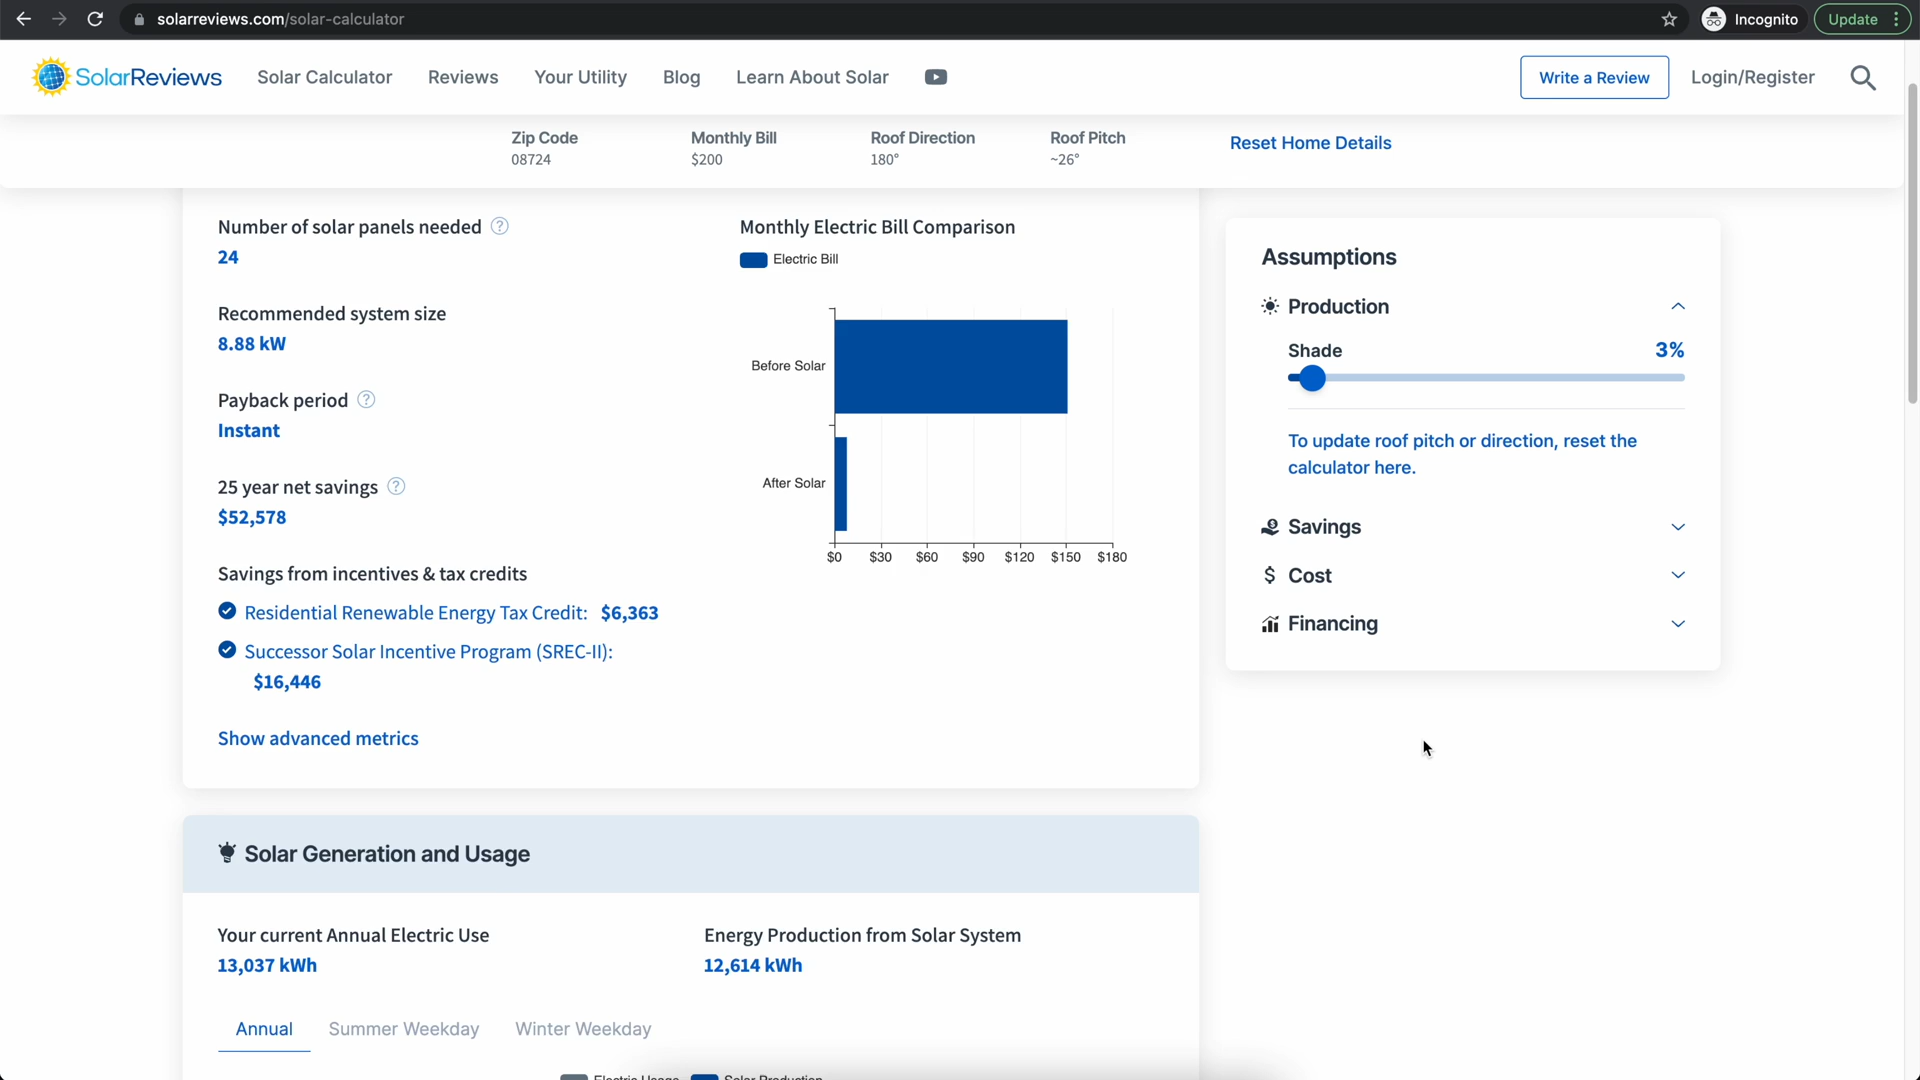 solarreviews.com/solar-calculator
Incognito
Update
SolarReviews
Solar Calculator
Reviews
Your Utility
Blog
Learn About Solar
Write a Review
Login/Register
Zip Code
08724
Monthly Bill
$200
Roof Direction
180°
Roof Pitch
~26°
Reset Home Details
Number of solar panels needed ?
24
Recommended system size
8.88 kW
Payback period ?
Instant
25 year net savings ?
$52,578
Savings from incentives & tax credits
Residential Renewable Energy Tax Credit: $6,363
Successor Solar Incentive Program (SREC-II):
$16,446
Show advanced metrics
Monthly Electric Bill Comparison
Electric Bill
Before Solar
After Solar
$0 $30 $60 $90 $120 $150 $180
Assumptions
Production
Shade 3%
To update roof pitch or direction, reset the
calculator here.
Savings
$ Cost
Financing
Solar Generation and Usage
Your current Annual Electric Use
13,037 kWh
Energy Production from Solar System
12,614 kWh
Annual
Summer Weekday
Winter Weekday
Electric Usage
Solar Production